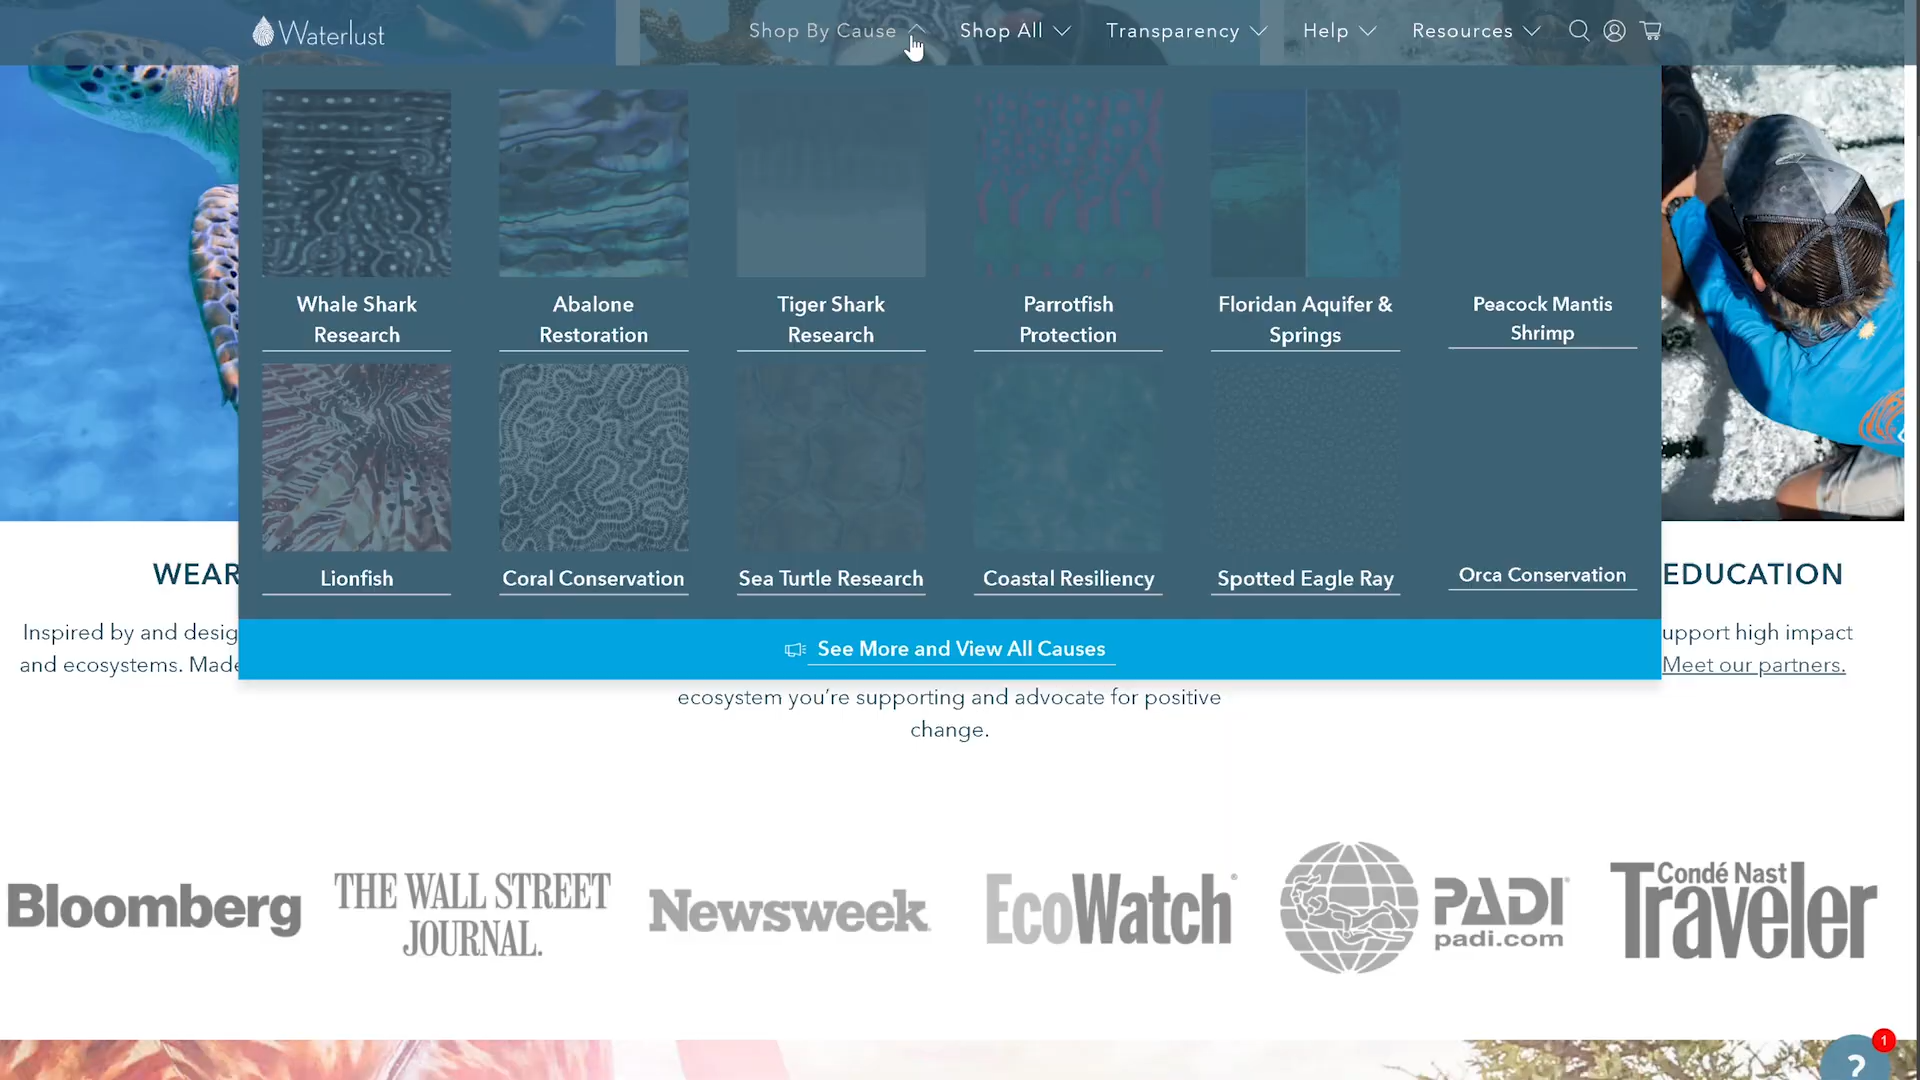 Waterlust
Shop By Cause
Shop All
Transparency
Help
Resources
Whale Shark
Research
Abalone
Restoration
Tiger Shark
Research
Parrotfish
Protection
Floridan Aquifer &
Springs
Peacock Mantis
Shrimp
Lionfish
Coral Conservation
Sea Turtle Research
Coastal Resiliency
Spotted Eagle Ray
Orca Conservation
See More and View All Causes
WEAR
EDUCATION
Inspired by and desig
and ecosystems. Made
upport high impact
Meet our partners.
ecosystem you're supporting and advocate for positive
change.
Bloomberg
THE WALL STREET
JOURNAL.
Newsweek
EcoWatch
PADI
padi.com
Condé Nast
Traveler
1
?